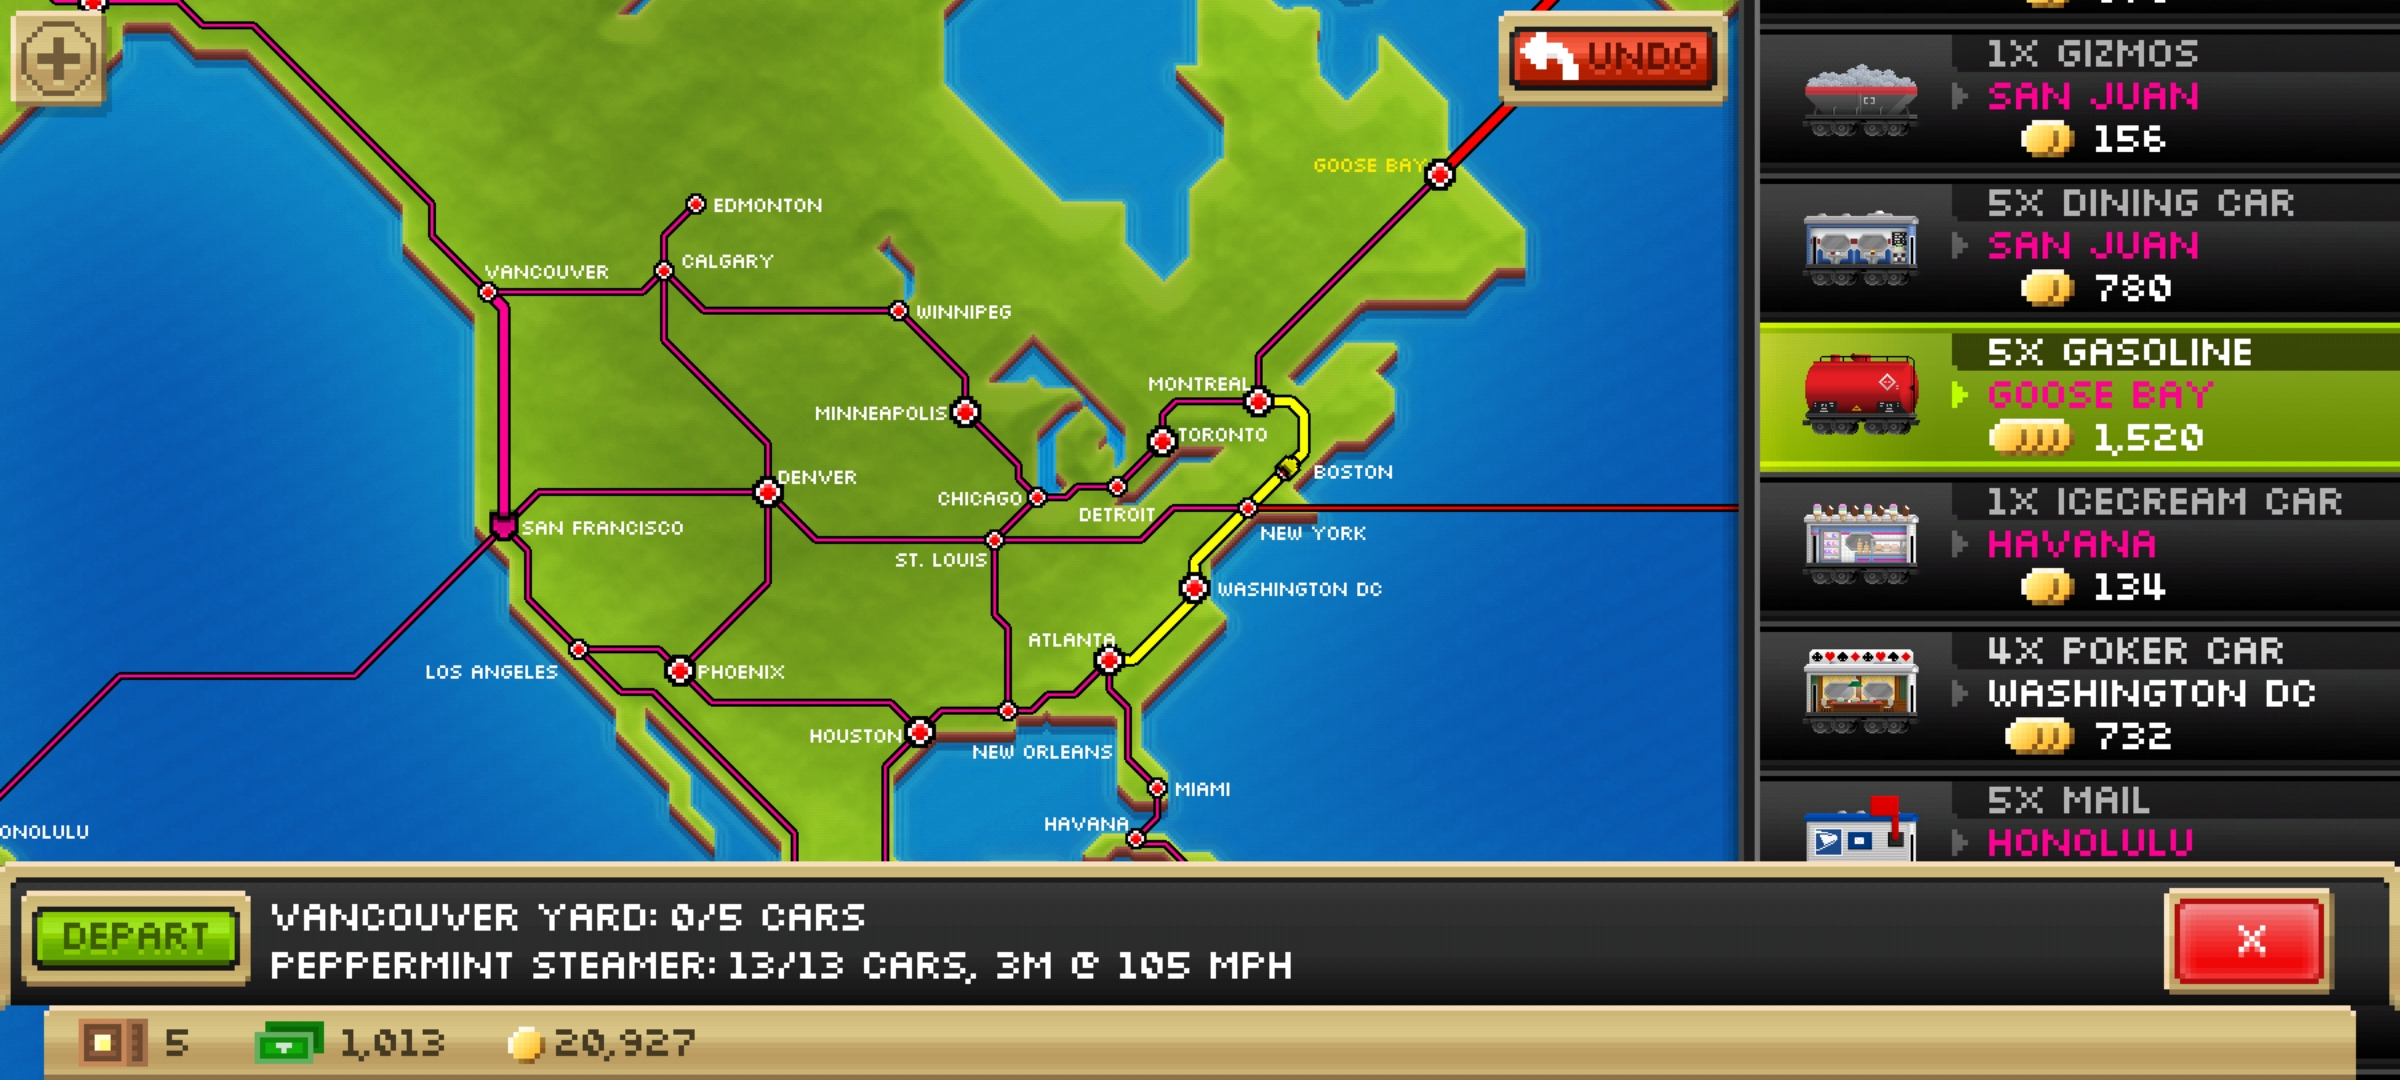 UNDO
1X GIZMOS
SAN JUAN
156
5X DINING CAR
SAN JUAN
780
5X GASOLINE
GOOSE BAY
1,520
1X ICECREAM CAR
HAVANA
134
4X POKER CAR
WASHINGTON DC
732
5X MAIL
HONOLULU
GOOSE BAY
EDMONTON
CALGARY
VANCOUVER
WINNIPEG
MONTREAL
MINNEAPOLIS
TORONTO
BOSTON
DENVER
CHICAGO
DETROIT
NEW YORK
SAN FRANCISCO
ST. LOUIS
WASHINGTON DC
ATLANTA
LOS ANGELES
PHOENIX
HOUSTON
NEW ORLEANS
MIAMI
HAVANA
ONOLULU
DEPART
VANCOUVER YARD: 0/5 CARS
PEPPERMINT STEAMER: 13/13 CARS, 3M @ 105 MPH
X
5
1,013
20,927